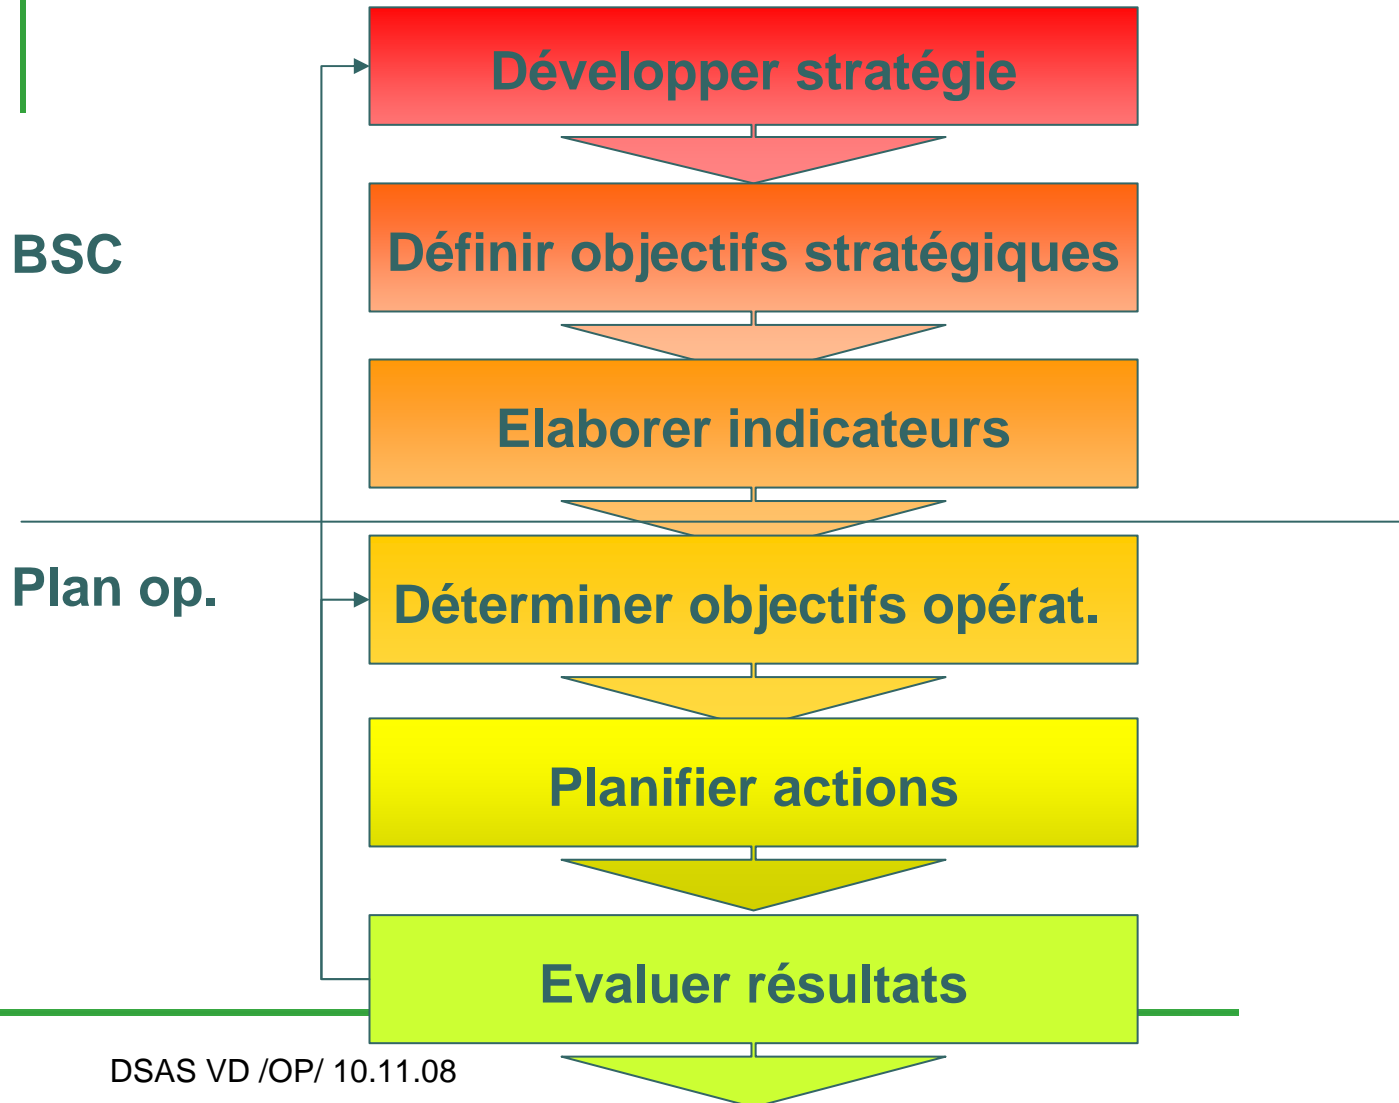 Développer stratégie
BSC
Définir objectifs stratégiques
Elaborer indicateurs
Plan op.
Déterminer objectifs opérat.
Planifier actions
Evaluer résultats
DSAS VD /OP/ 10.11.08